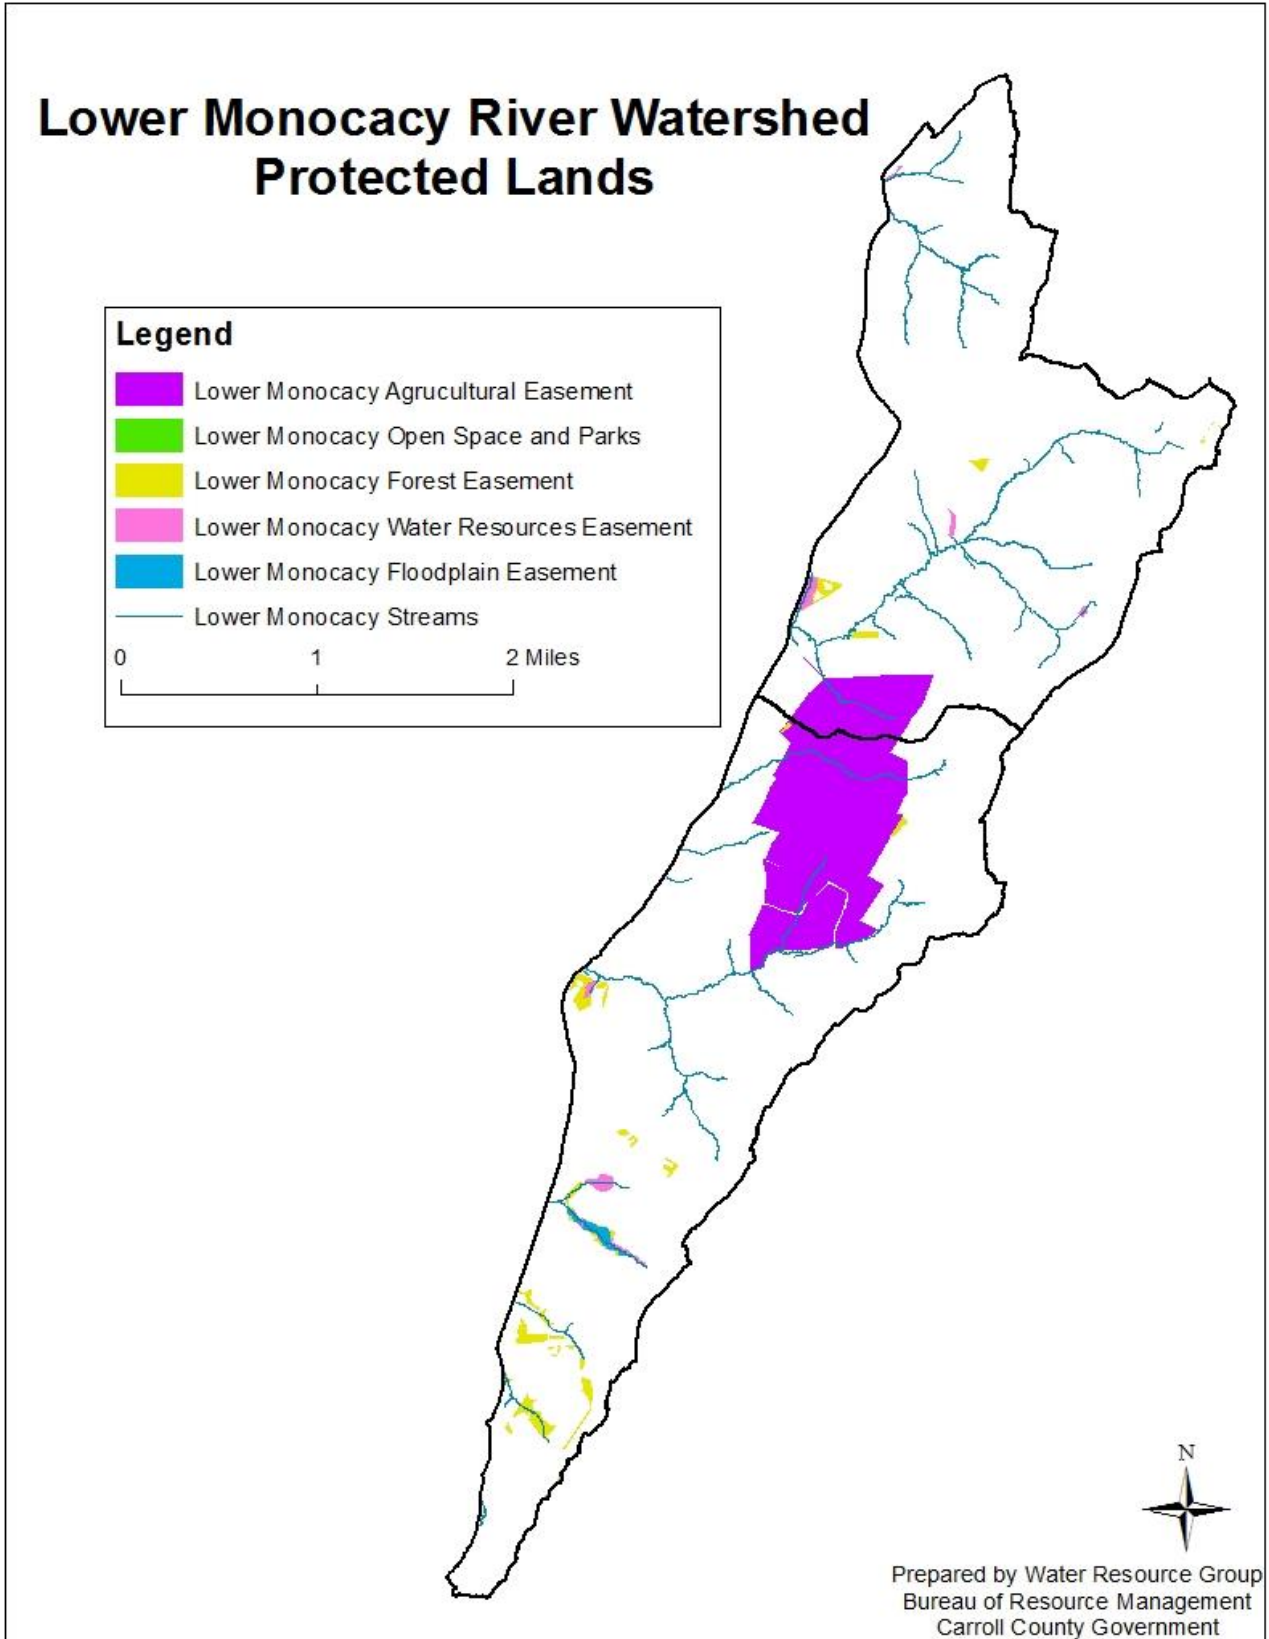 Lower Monocacy River Watershed
Protected Lands
Legend
Lower Monocacy Agrucultural Easement
Lower Monocacy Open Space and Parks
Lower Monocacy Forest Easement
Lower Monocacy Water Resources Easement
Lower Monocacy Floodplain Easement
Lower Monocacy Streams
0 1 2 Miles
N
Prepared by Water Resource Group
Bureau of Resource Management
Carroll County Government